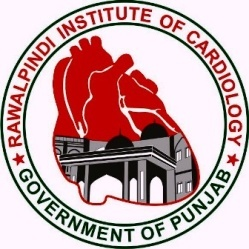 RAWALPINDI INSTITUTE OF CARDIOLOGY
GOVERNMENT OF PUNJAB